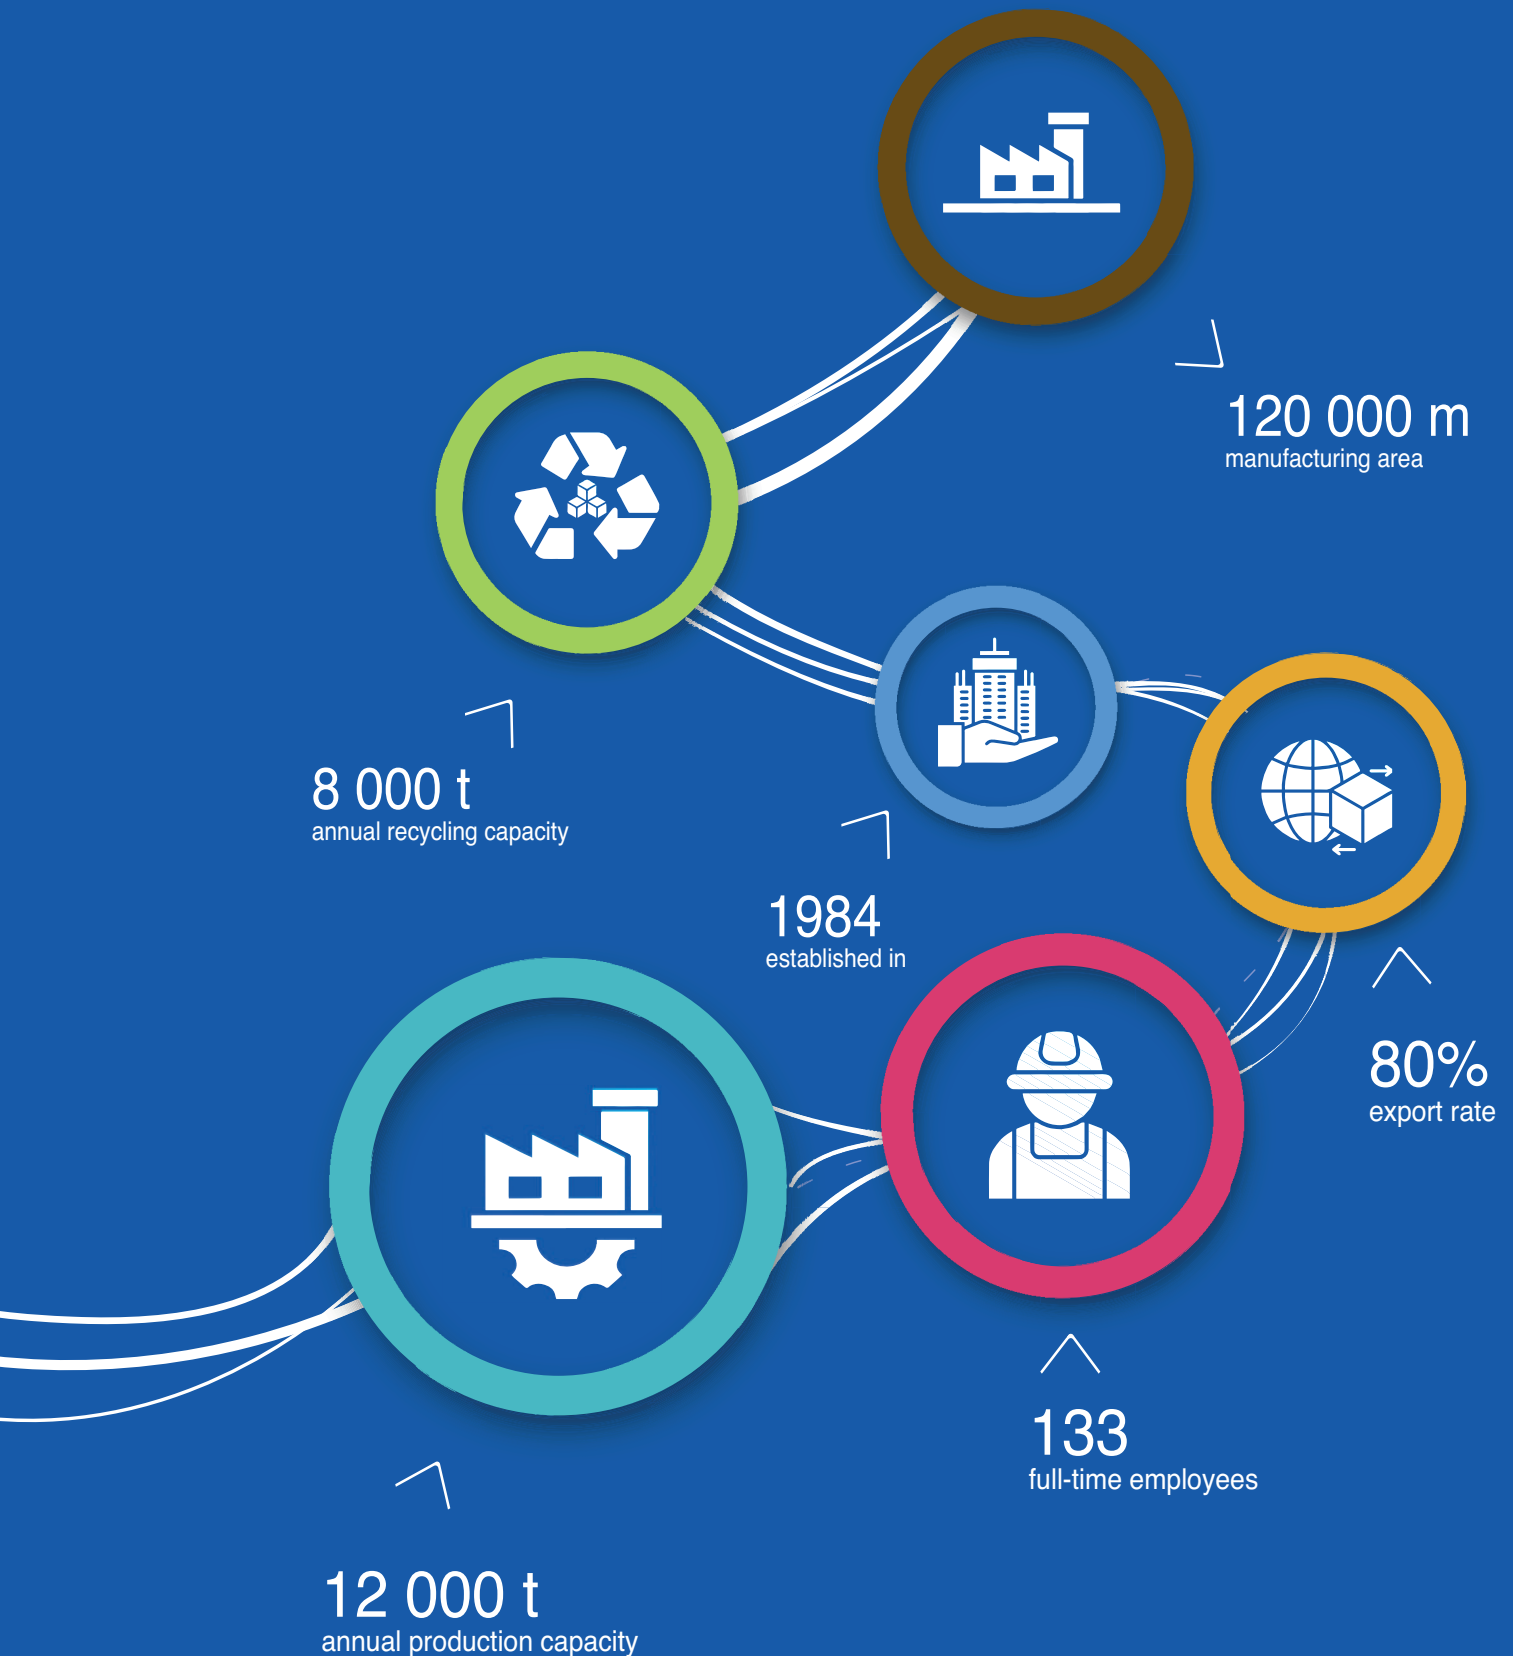 120 000 m
manufacturing area
8 000 t
annual recycling capacity
1984
established in
80%
export rate
133
full-time employees
12 000 t
annual production capacity